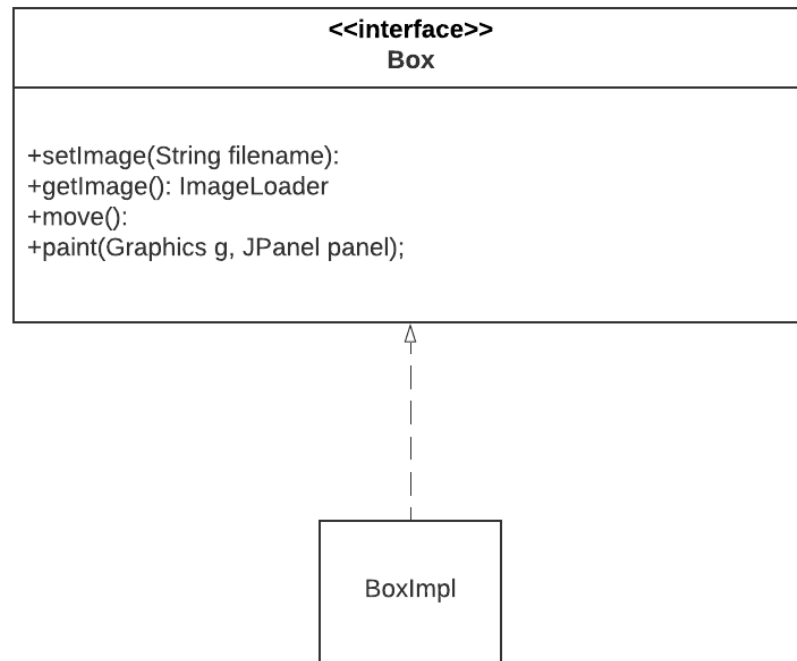 <<interface>>
Box
+setImage(String filename):
+getImage(): ImageLoader
+move():
+paint(Graphics g, JPanel panel);
BoxImpl